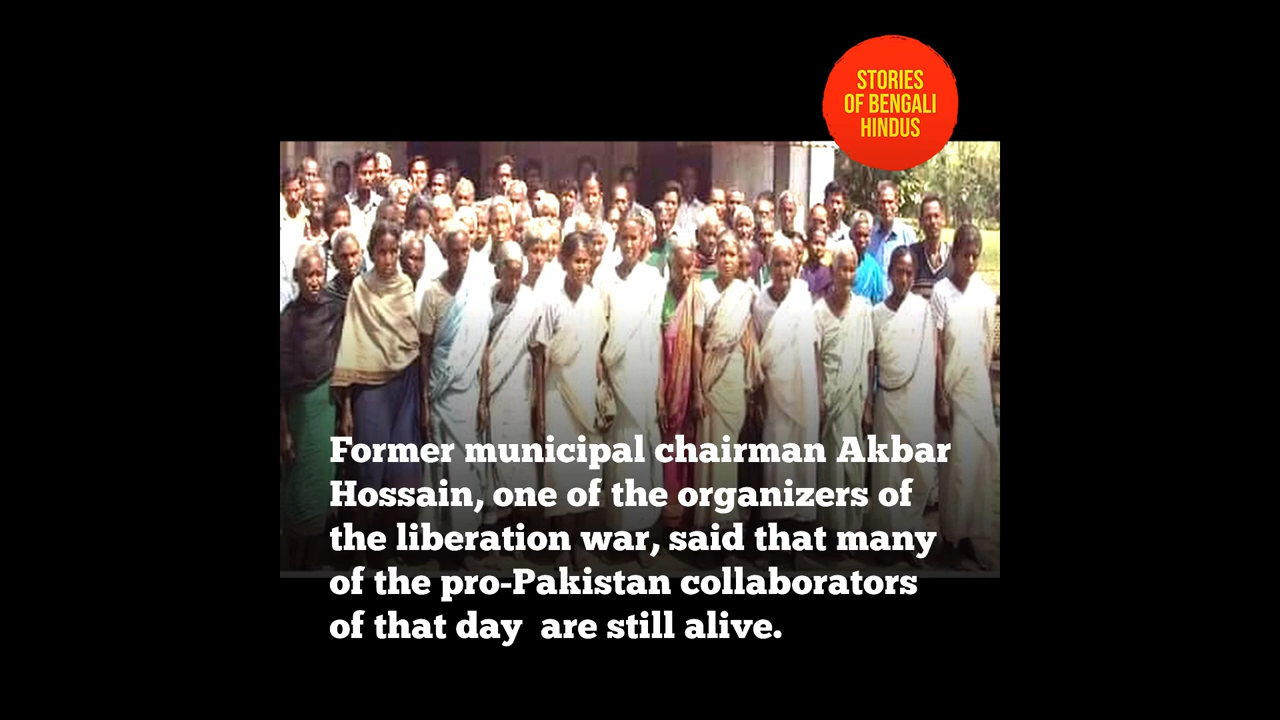 STORIES
OF BENGALI
HINDUS
Former municipal chairman Akbar
Hossain, one of the organizers of
the liberation war, said that many
of the pro-Pakistan collaborators
of that day  are still alive.